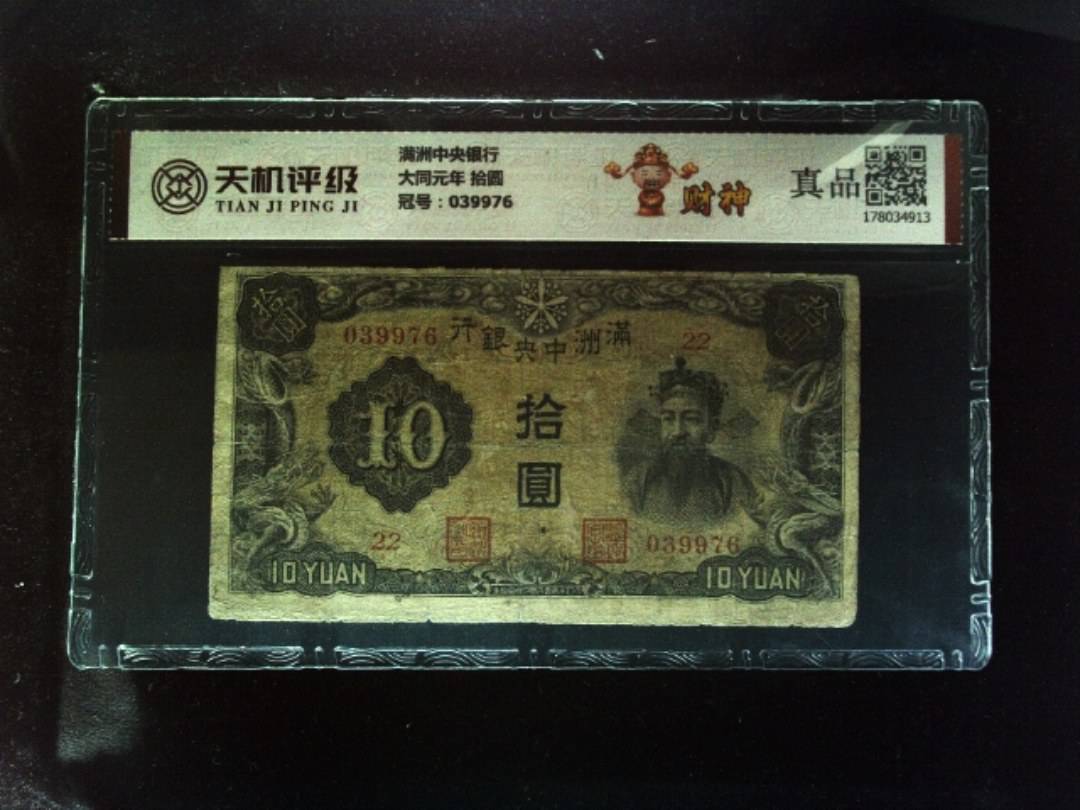 天机评级
TIAN JI PING JI
满洲中央银行
大同元年 拾圆
冠号：039976
财神
真品
178034913
拾圓
039976
行銀央中洲滿
22
10
拾
圓
22
039976
10 YUAN
10 YUAN